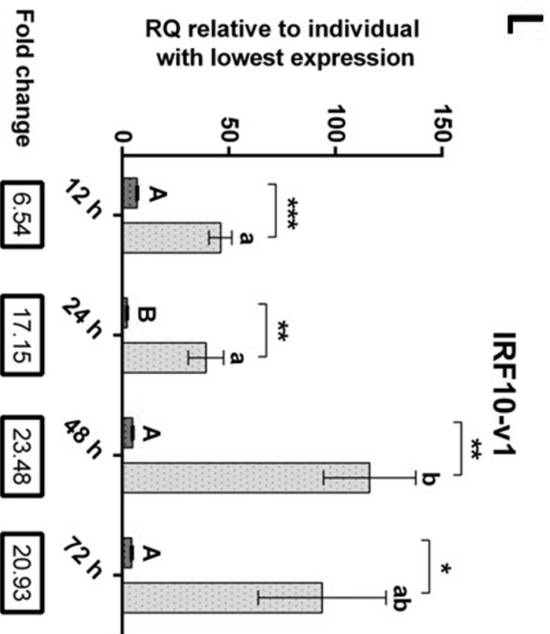 L
IRF10-v1
RQ relative to individual
with lowest expression
150
100
50
0
***
**
**
*
A
a
B
a
A
b
A
ab
12 h
24 h
48 h
72 h
Fold change
6.54
17.15
23.48
20.93